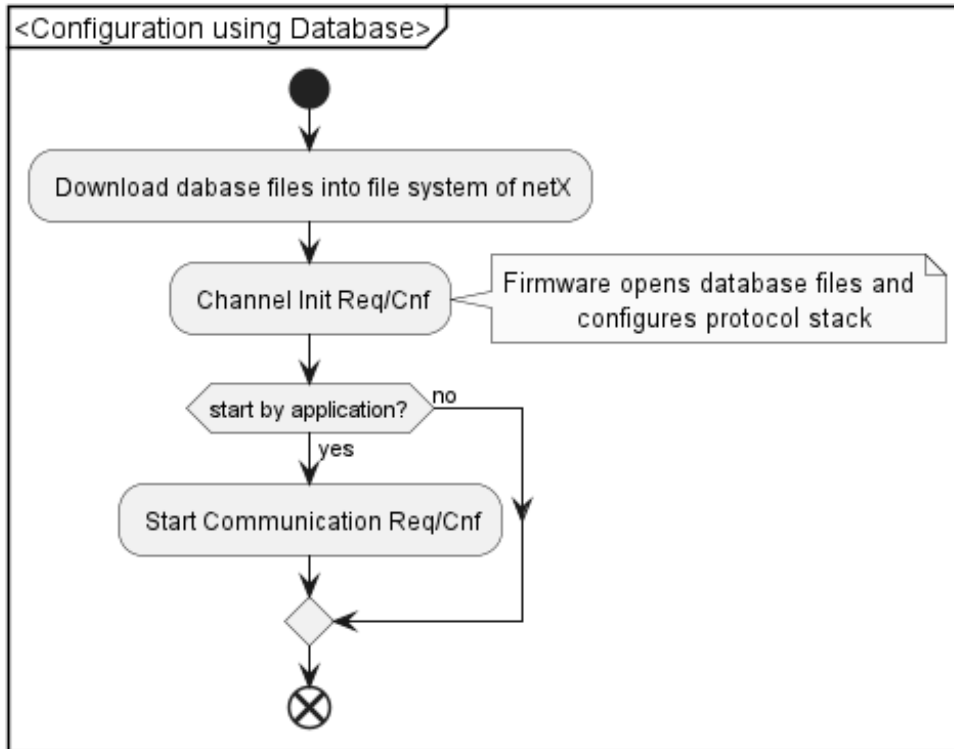 <Configuration using Database>
Download dabase files into file system of netX
Channel Init Req/Cnf
Firmware opens database files and
configures protocol stack
start by application?
no
yes
Start Communication Req/Cnf